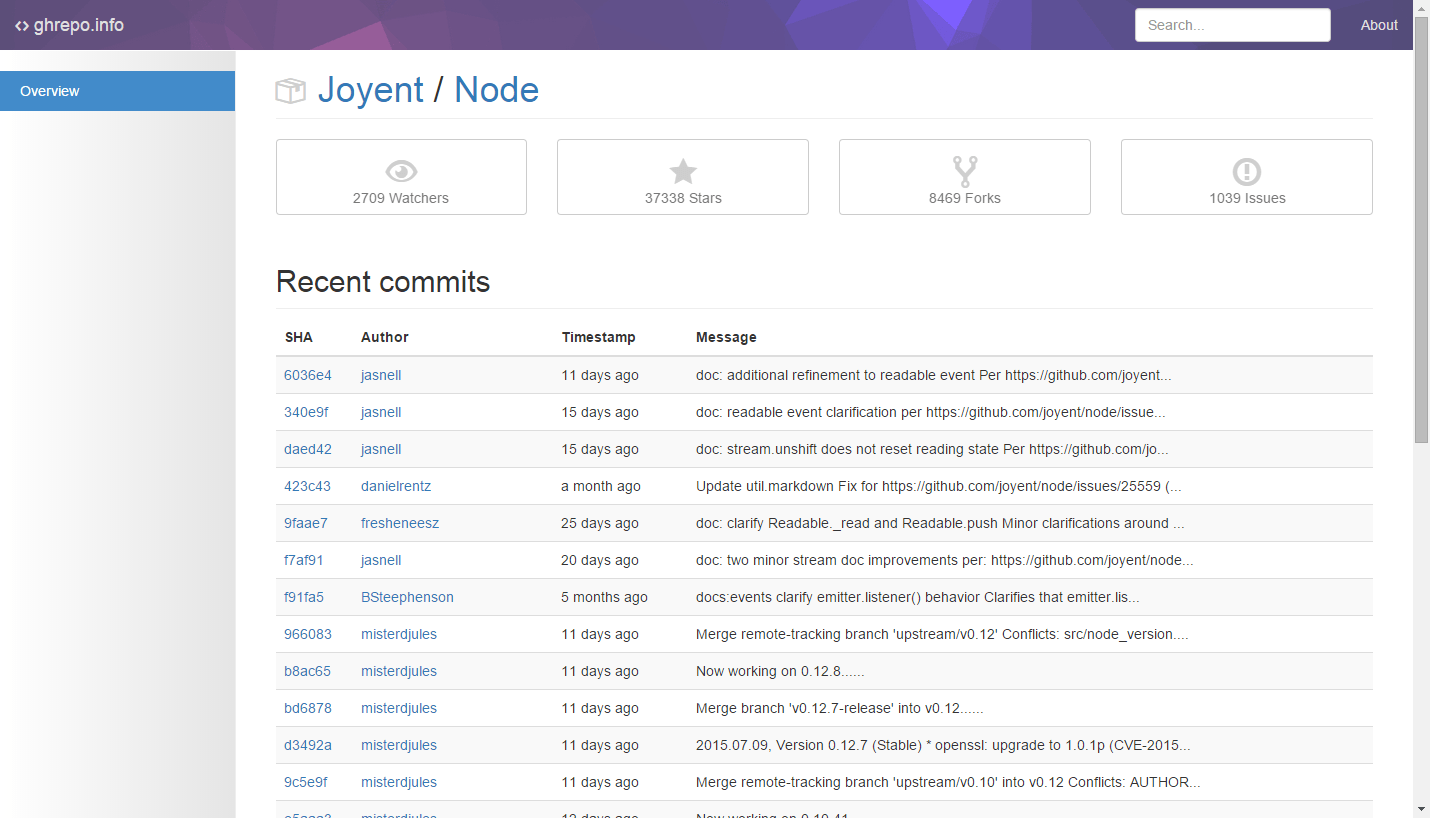 ghrepo.info Search... About
Overview
Joyent / Node
2709 Watchers 37338 Stars 8469 Forks 1039 Issues
Recent commits
SHA Author Timestamp Message
6036e4 jasnell 11 days ago doc: additional refinement to readable event Per https://github.com/joyent...
340e9f jasnell 15 days ago doc: readable event clarification per https://github.com/joyent/node/issue...
daed42 jasnell 15 days ago doc: stream.unshift does not reset reading state Per https://github.com/jo...
423c43 danielrentz a month ago Update util.markdown Fix for https://github.com/joyent/node/issues/25559 (...
9faae7 fresheneesz 25 days ago doc: clarify Readable._read and Readable.push Minor clarifications around ...
f7af91 jasnell 20 days ago doc: two minor stream doc improvements per: https://github.com/joyent/node...
f91fa5 BSteephenson 5 months ago docs:events clarify emitter.listener() behavior Clarifies that emitter.lis...
966083 misterdjules 11 days ago Merge remote-tracking branch 'upstream/v0.12' Conflicts: src/node_version....
b8ac65 misterdjules 11 days ago Now working on 0.12.8......
bd6878 misterdjules 11 days ago Merge branch 'v0.12.7-release' into v0.12......
d3492a misterdjules 11 days ago 2015.07.09, Version 0.12.7 (Stable) * openssl: upgrade to 1.0.1p (CVE-2015...
9c5e9f misterdjules 11 days ago Merge remote-tracking branch 'upstream/v0.10' into v0.12 Conflicts: AUTHOR...
misterdjules 12 days ago Now working on 0.10.41